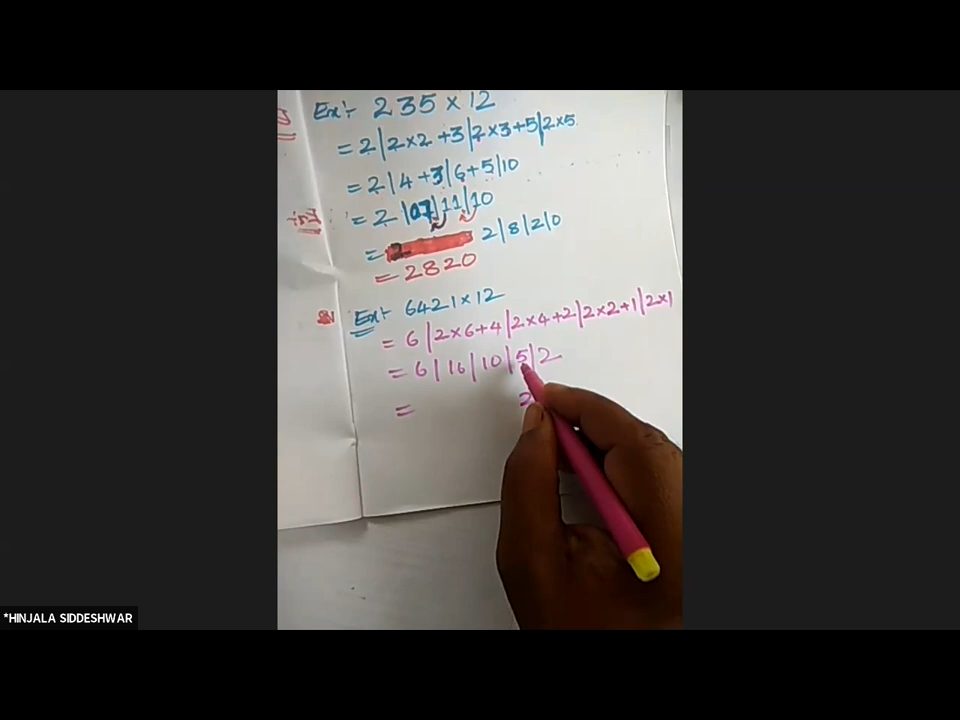 Ex:- 235 × 12
= 2|2×2+3|2×3+5|2×5
= 2|4+3|6+5|10
= 2|07|11|10
= 2|8|2|0
= 2820
Ex:- 6421×12
= 6|2×6+4|2×4+2|2×2+1|2×1
= 6|16|10|5|2
= 2
*HINJALA SIDDESHWAR